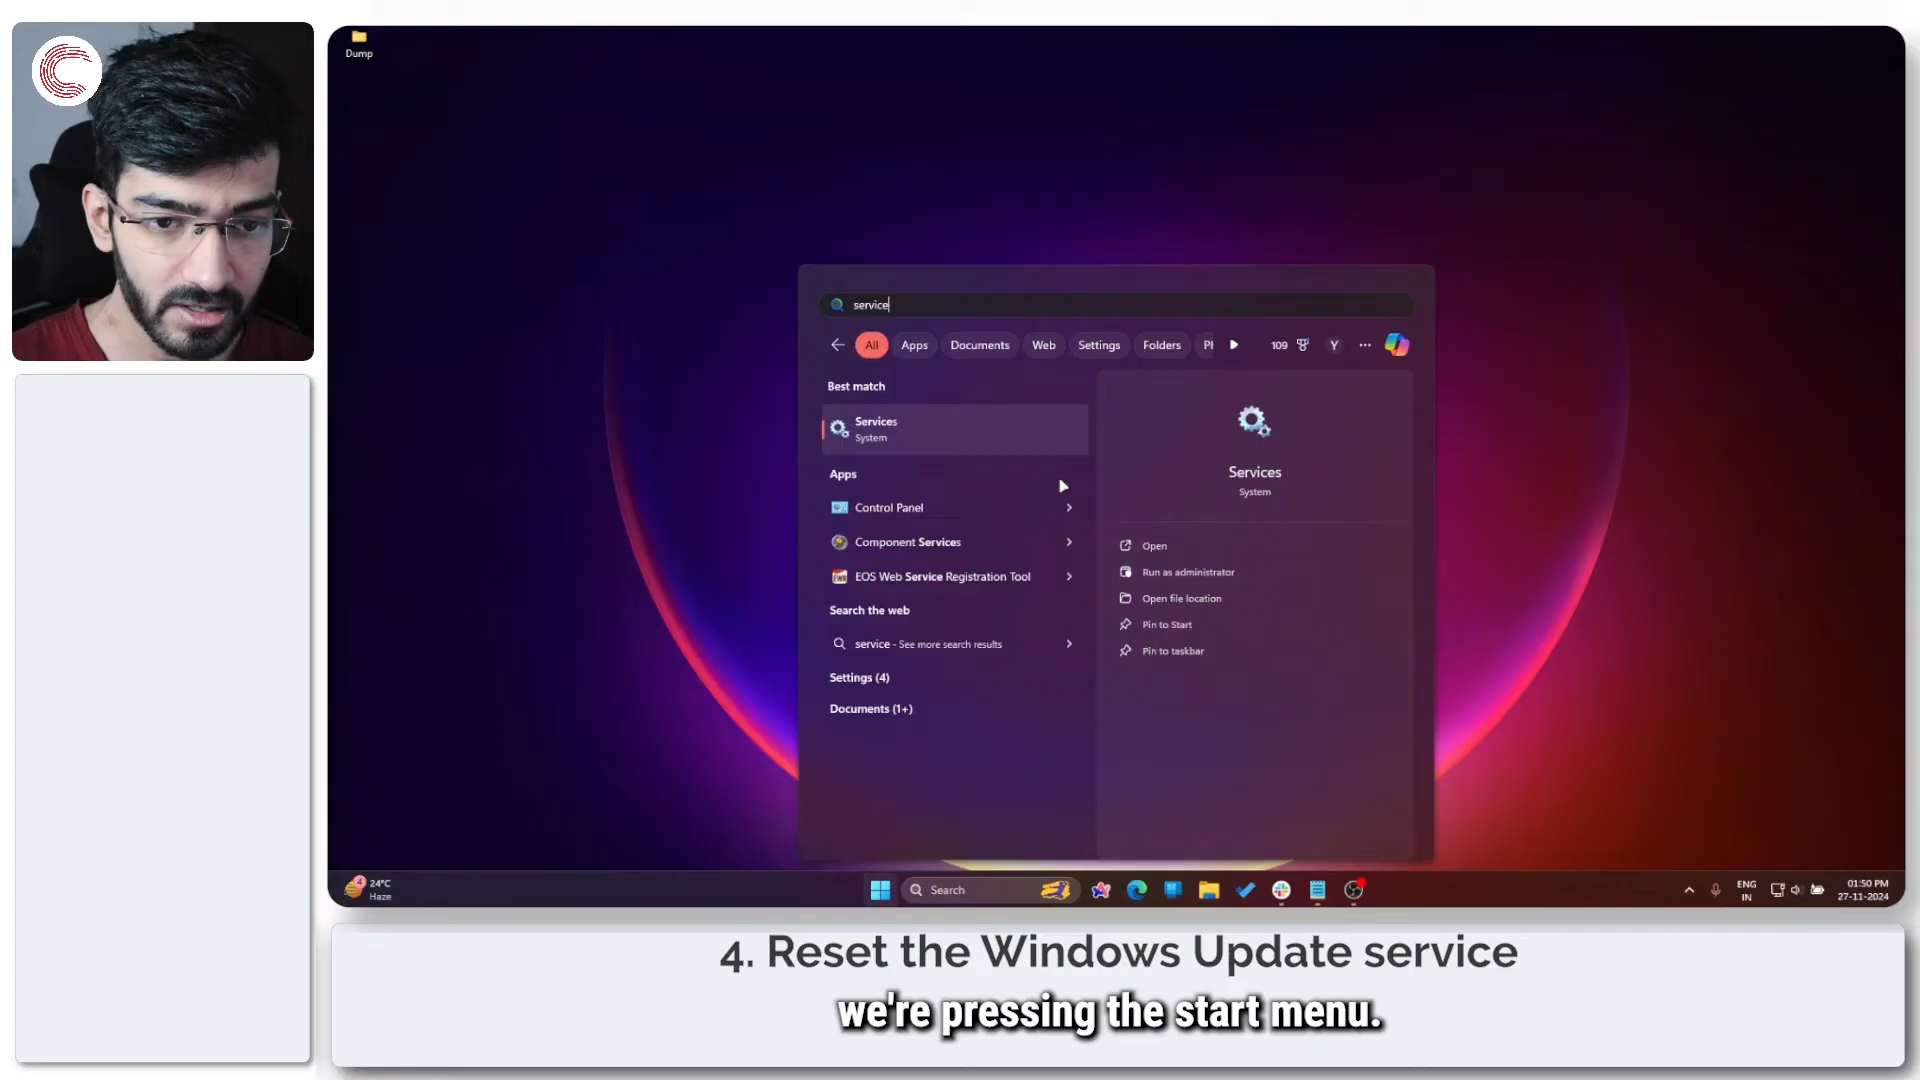 Dump
service
All Apps Documents Web Settings Folders 109 Y ...
Best match
Services
System
Apps
Control Panel
Component Services
EOS Web Service Registration Tool
Search the web
service - See more search results
Settings (4)
Documents (1+)
Services
System
Open
Run as administrator
Open file location
Pin to Start
Pin to taskbar
4 24°C
Haze
Search
ENG
IN
01:50 PM
27-11-2024
4. Reset the Windows Update service
we're pressing the start menu.